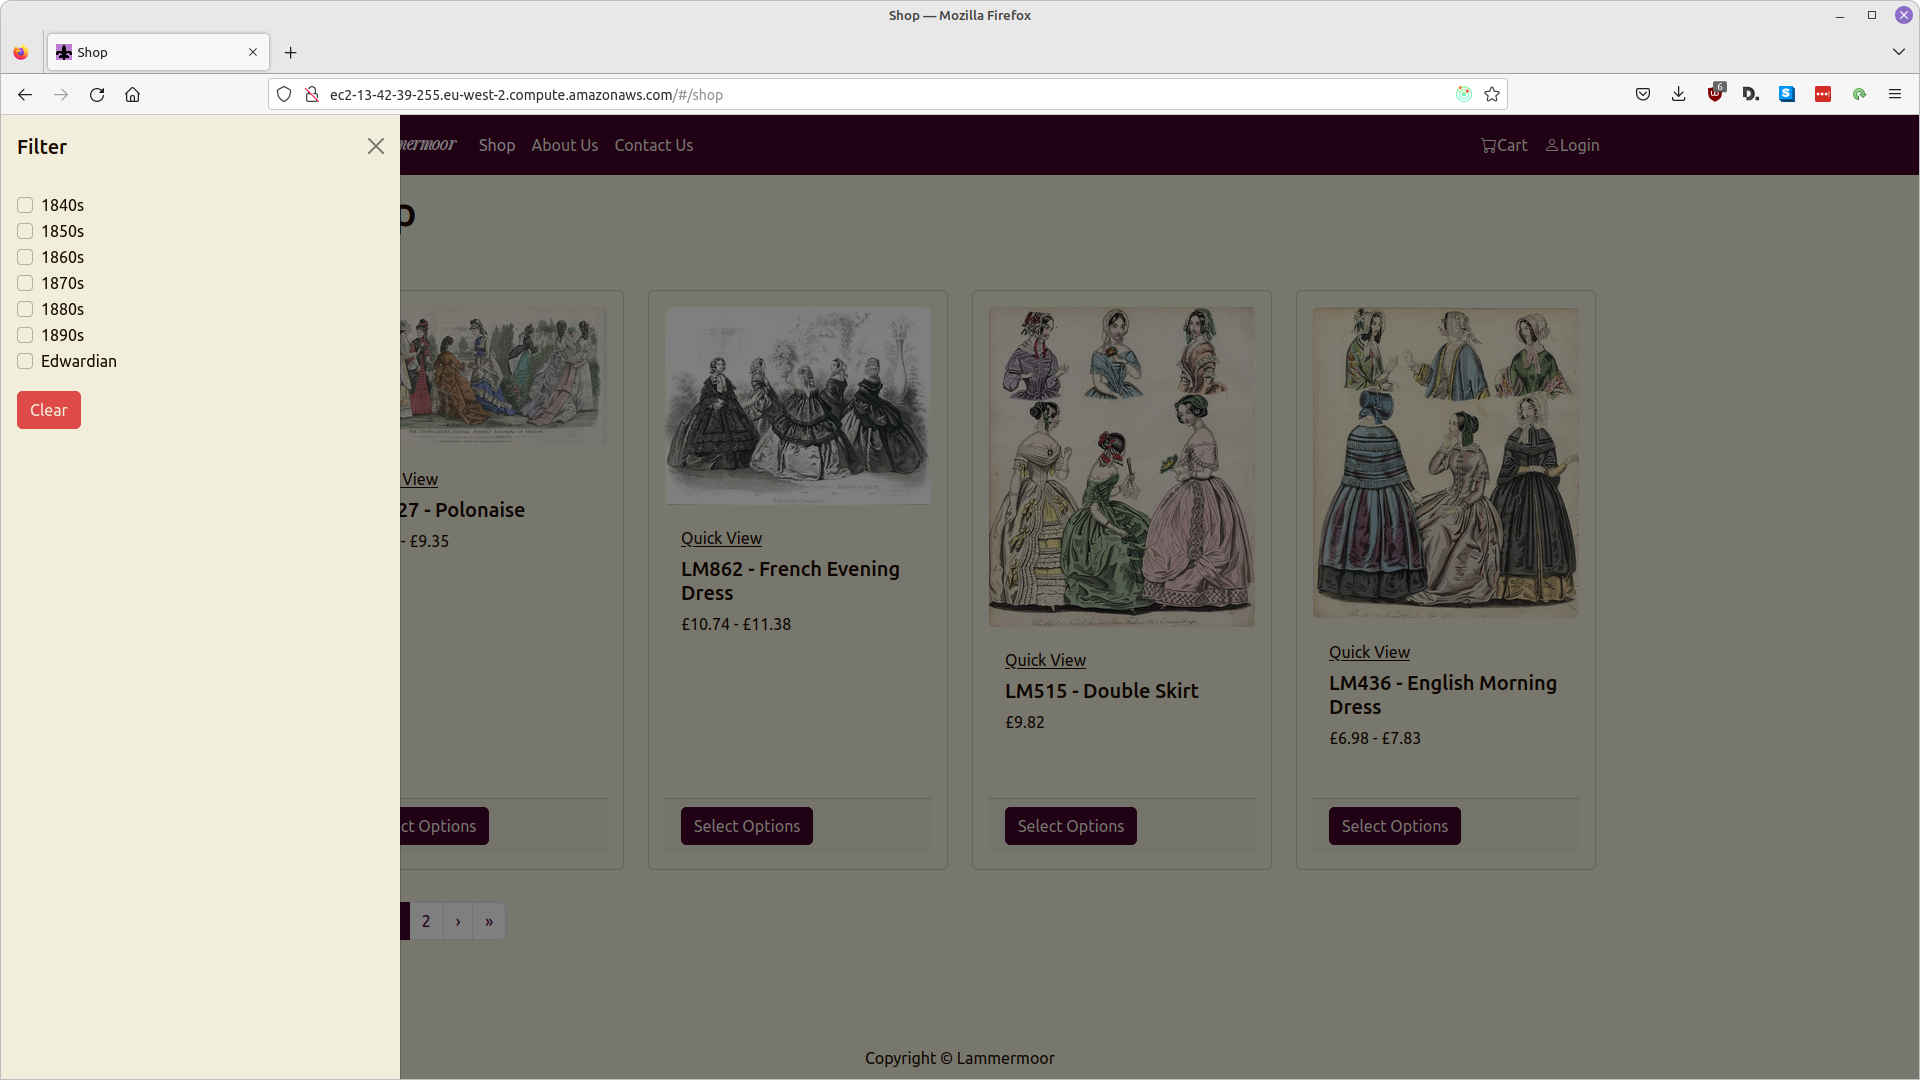 Shop — Mozilla Firefox
Shop
ec2-13-42-39-255.eu-west-2.compute.amazonaws.com/#/shop
6
D.
S
Filter
1840s
1850s
1860s
1870s
1880s
1890s
Edwardian
Clear
mermoor
Shop
About Us
Contact Us
Cart
Login
p
View
27 - Polonaise
- £9.35
ct Options
Quick View
LM862 - French Evening
Dress
£10.74 - £11.38
Select Options
Quick View
LM515 - Double Skirt
£9.82
Select Options
Quick View
LM436 - English Morning
Dress
£6.98 - £7.83
Select Options
2
›
»
Copyright © Lammermoor